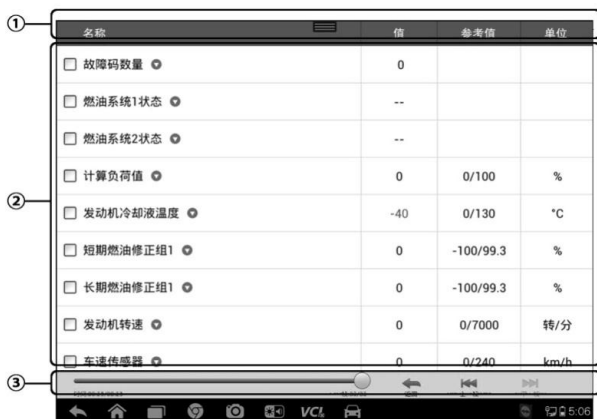 ①
名称 值 参考值 单位
②
故障码数量 0
燃油系统1状态 --
燃油系统2状态 --
计算负荷值 0 0/100 %
发动机冷却液温度 -40 0/130 °C
短期燃油修正组1 0 -100/99.3 %
长期燃油修正组1 0 -100/99.3 %
发动机转速 0 0/7000 转/分
车速传感器 0 0/240 km/h
③
VCI
5:06